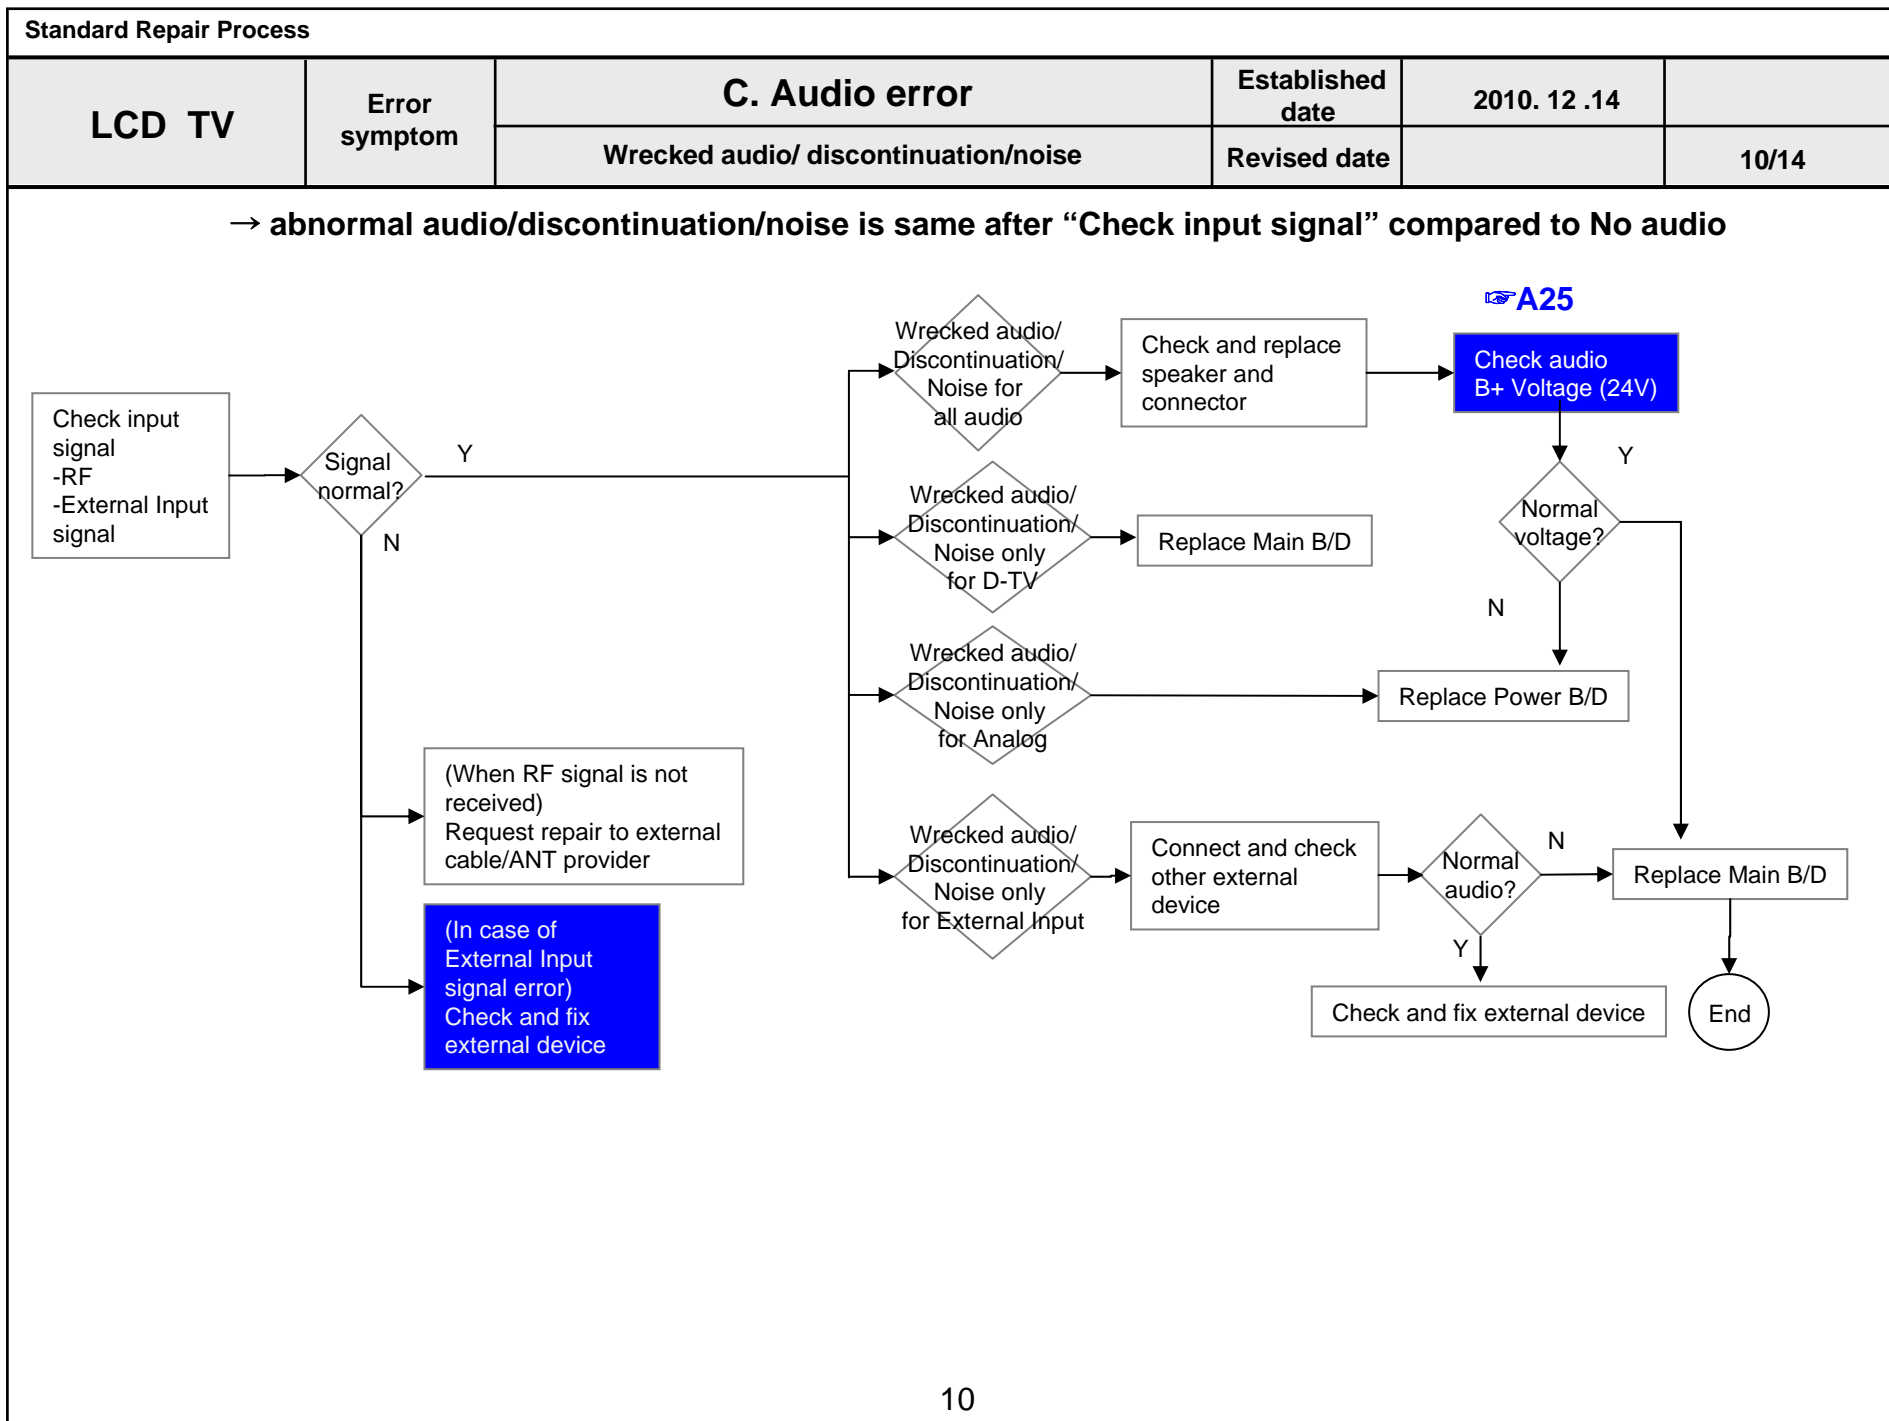 Standard Repair Process
LCD TV
Error
symptom
C. Audio error
Established
date
2010. 12 .14
Wrecked audio/ discontinuation/noise
Revised date
10/14
→ abnormal audio/discontinuation/noise is same after “Check input signal” compared to No audio
Check input
signal
-RF
-External Input
signal
Signal
normal?
Y
N
(When RF signal is not
received)
Request repair to external
cable/ANT provider
(In case of
External Input
signal error)
Check and fix
external device
Wrecked audio/
Discontinuation/
Noise for
all audio
Check and replace
speaker and
connector
☞A25
Check audio
B+ Voltage (24V)
Normal
voltage?
Y
N
Wrecked audio/
Discontinuation/
Noise only
for D-TV
Replace Main B/D
Wrecked audio/
Discontinuation/
Noise only
for Analog
Replace Power B/D
Wrecked audio/
Discontinuation/
Noise only
for External Input
Connect and check
other external
device
Normal
audio?
N
Y
Replace Main B/D
Check and fix external device
End
10